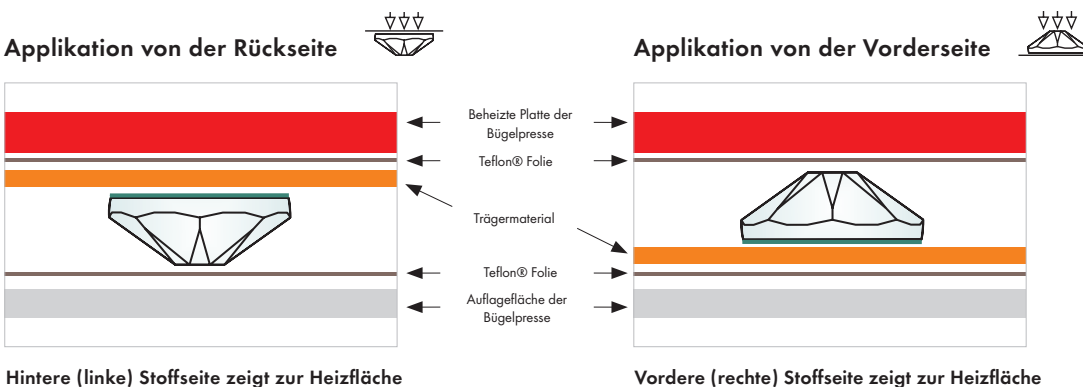 Applikation von der Rückseite
Applikation von der Vorderseite
Beheizte Platte der
Bügelpresse
Teflon® Folie
Trägermaterial
Teflon® Folie
Auflagefläche der
Bügelpresse
Hintere (linke) Stoffseite zeigt zur Heizfläche
Vordere (rechte) Stoffseite zeigt zur Heizfläche